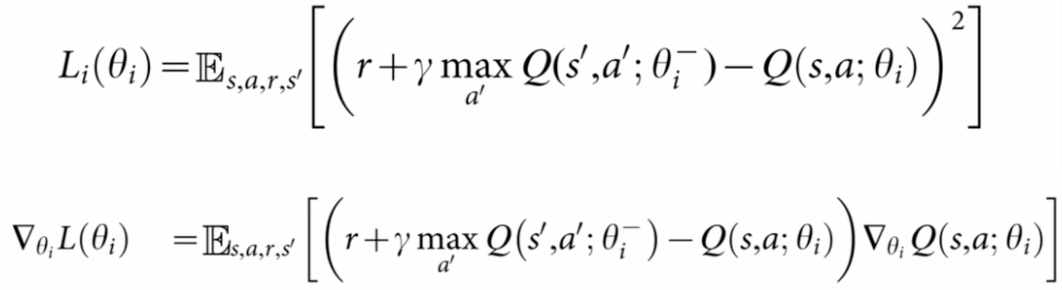 L_i(θ_i) = 𝔼_{s,a,r,s′}[(r + γ max_{a′} Q(s′,a′; θ_i^−) − Q(s,a; θ_i))^2]
∇_{θ_i} L(θ_i) = 𝔼_{s,a,r,s′}[(r + γ max_{a′} Q(s′,a′; θ_i^−) − Q(s,a; θ_i)) ∇_{θ_i} Q(s,a; θ_i)]